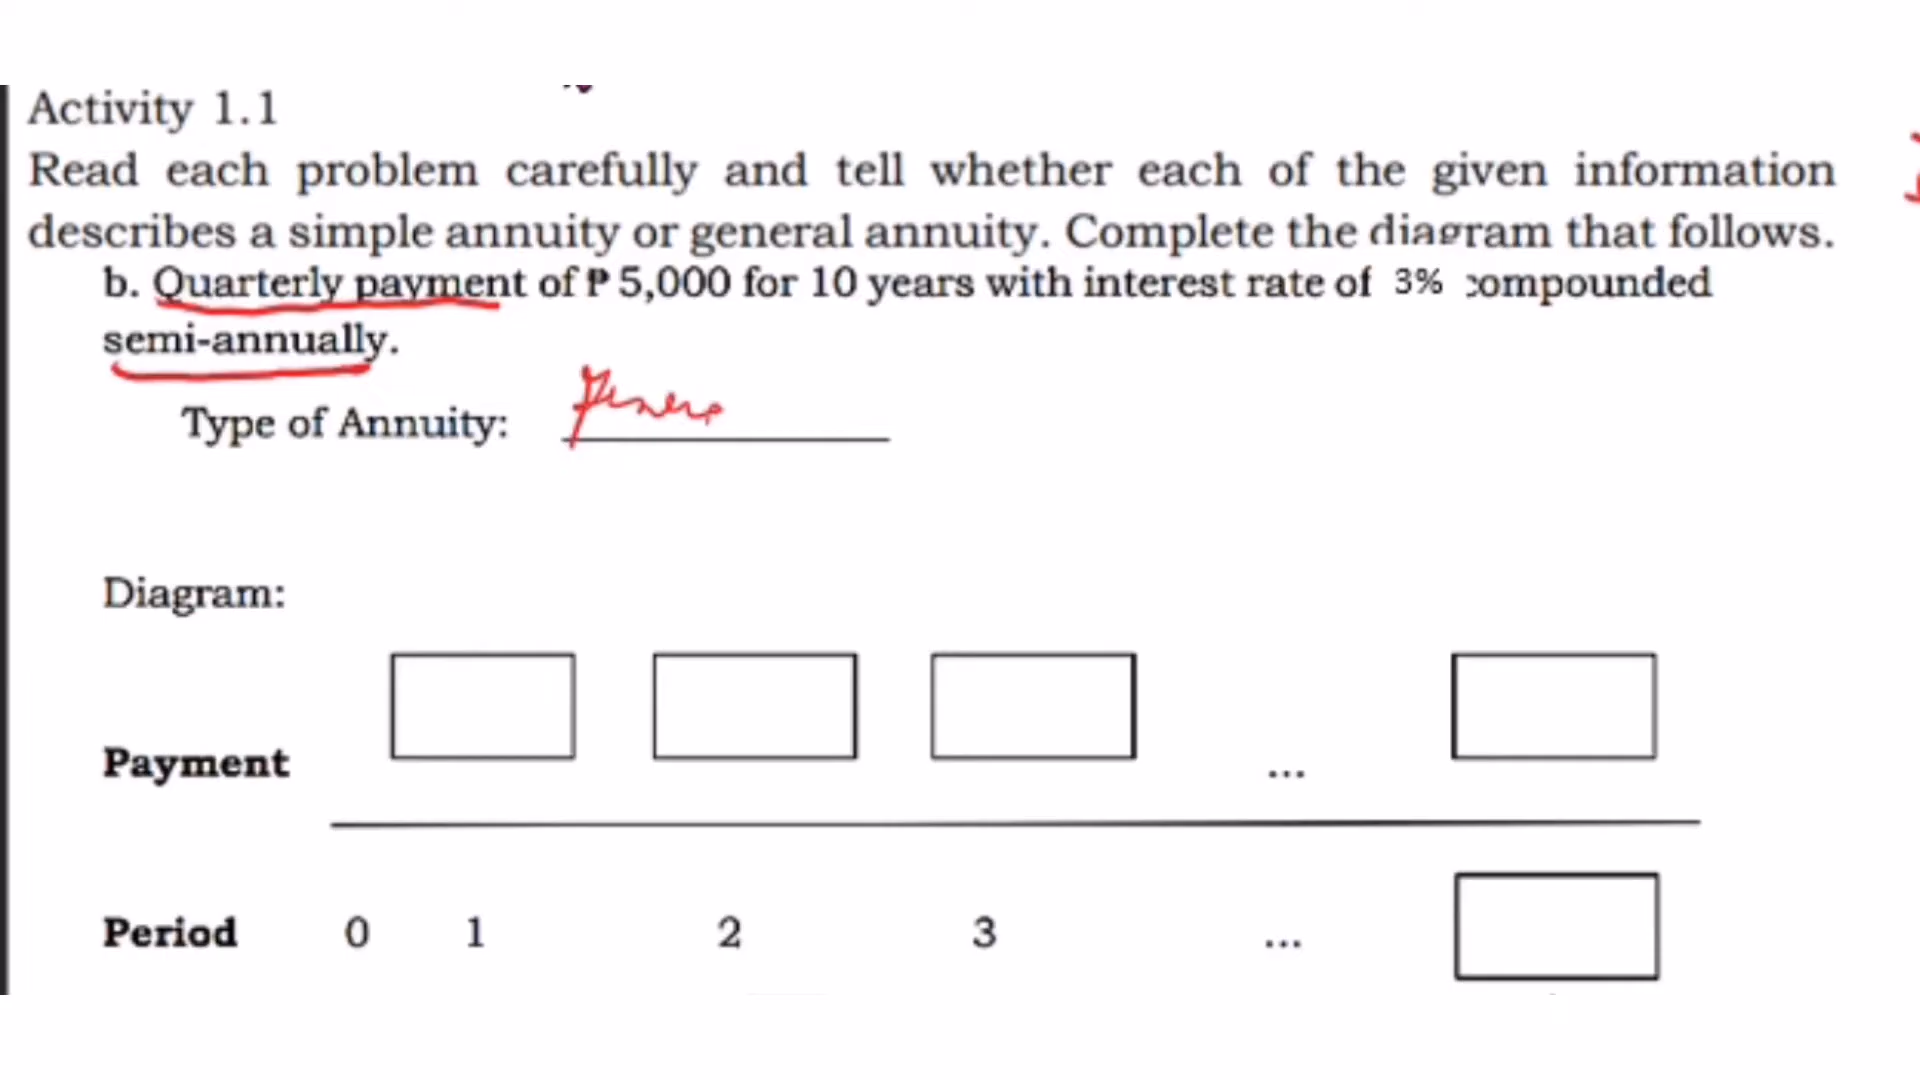 Activity 1.1
Read each problem carefully and tell whether each of the given information
describes a simple annuity or general annuity. Complete the diagram that follows.
b. Quarterly payment of ₱ 5,000 for 10 years with interest rate of 3% compounded
semi-annually.
Type of Annuity: Genera
Diagram:
Payment ...
Period 0 1 2 3 ...